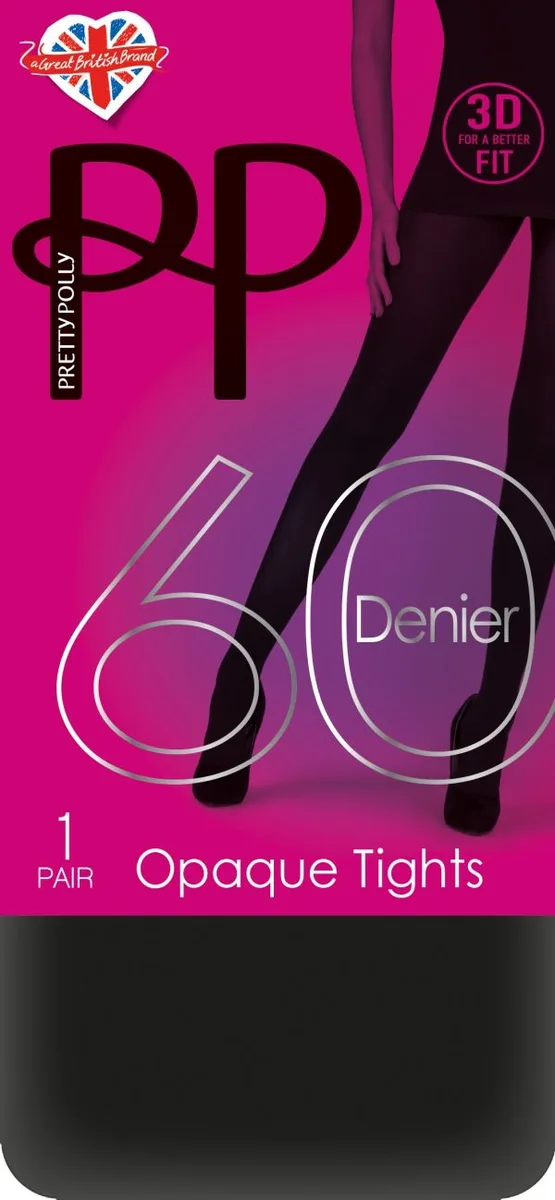 a Great British Brand
3D
FOR A BETTER
FIT
PP
PRETTY POLLY
60
Denier
1
PAIR
Opaque Tights